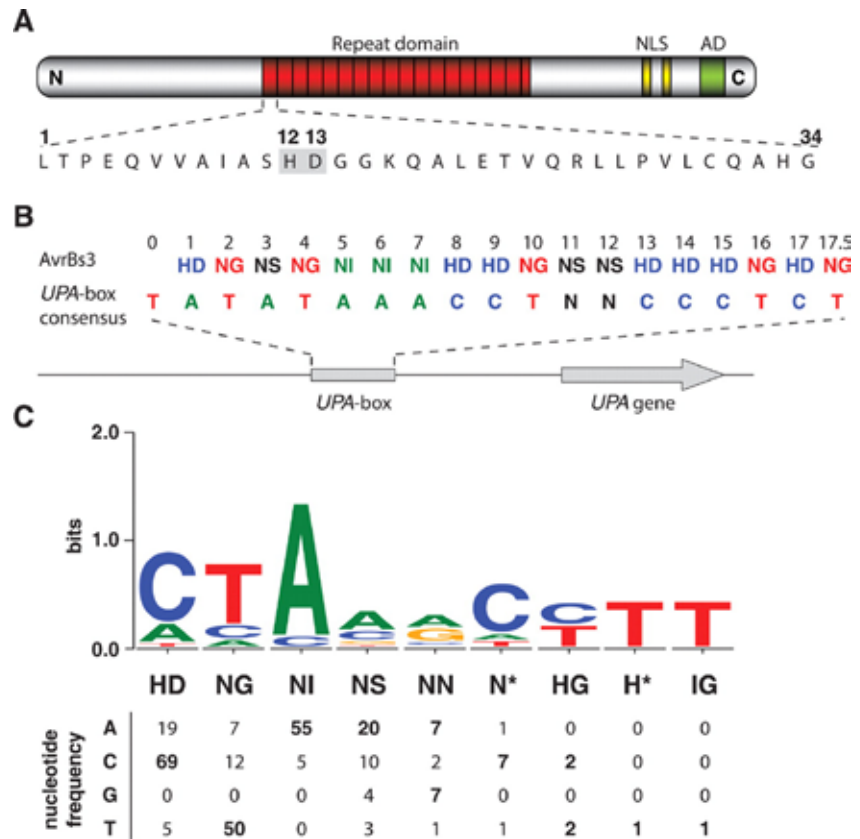 A
Repeat domain NLS AD
N C
1 12 13 34
L T P E Q V V A I A S H D G G K Q A L E T V Q R L L P V L C Q A H G
B
0 1 2 3 4 5 6 7 8 9 10 11 12 13 14 15 16 17 17.5
AvrBs3 HD NG NS NG NI NI NI HD HD NG NS NS HD HD HD NG HD NG
UPA-box
consensus T A T A T A A A C C T N N C C C T C T
UPA-box UPA gene
C
2.0
bits
1.0
0.0
C A T T C A A C A C G A G C C A T C T T T
HD NG NI NS NN N* HG H* IG
nucleotide
frequency
A 19 7 55 20 7 1 0 0 0
C 69 12 5 10 2 7 2 0 0
G 0 0 0 4 7 0 0 0 0
T 5 50 0 3 1 1 2 1 1